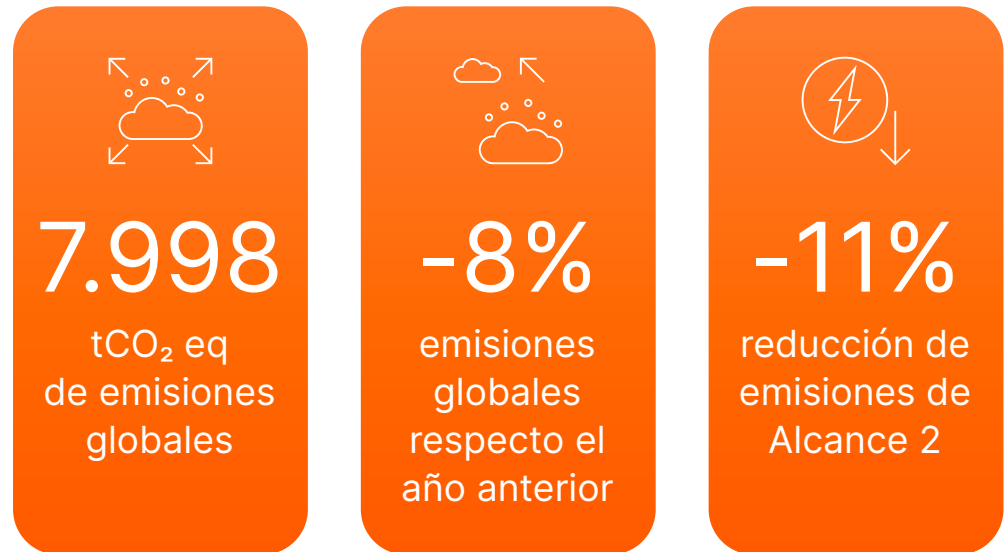 7.998
tCO₂ eq
de emisiones
globales
-8%
emisiones
globales
respecto el
año anterior
-11%
reducción de
emisiones de
Alcance 2